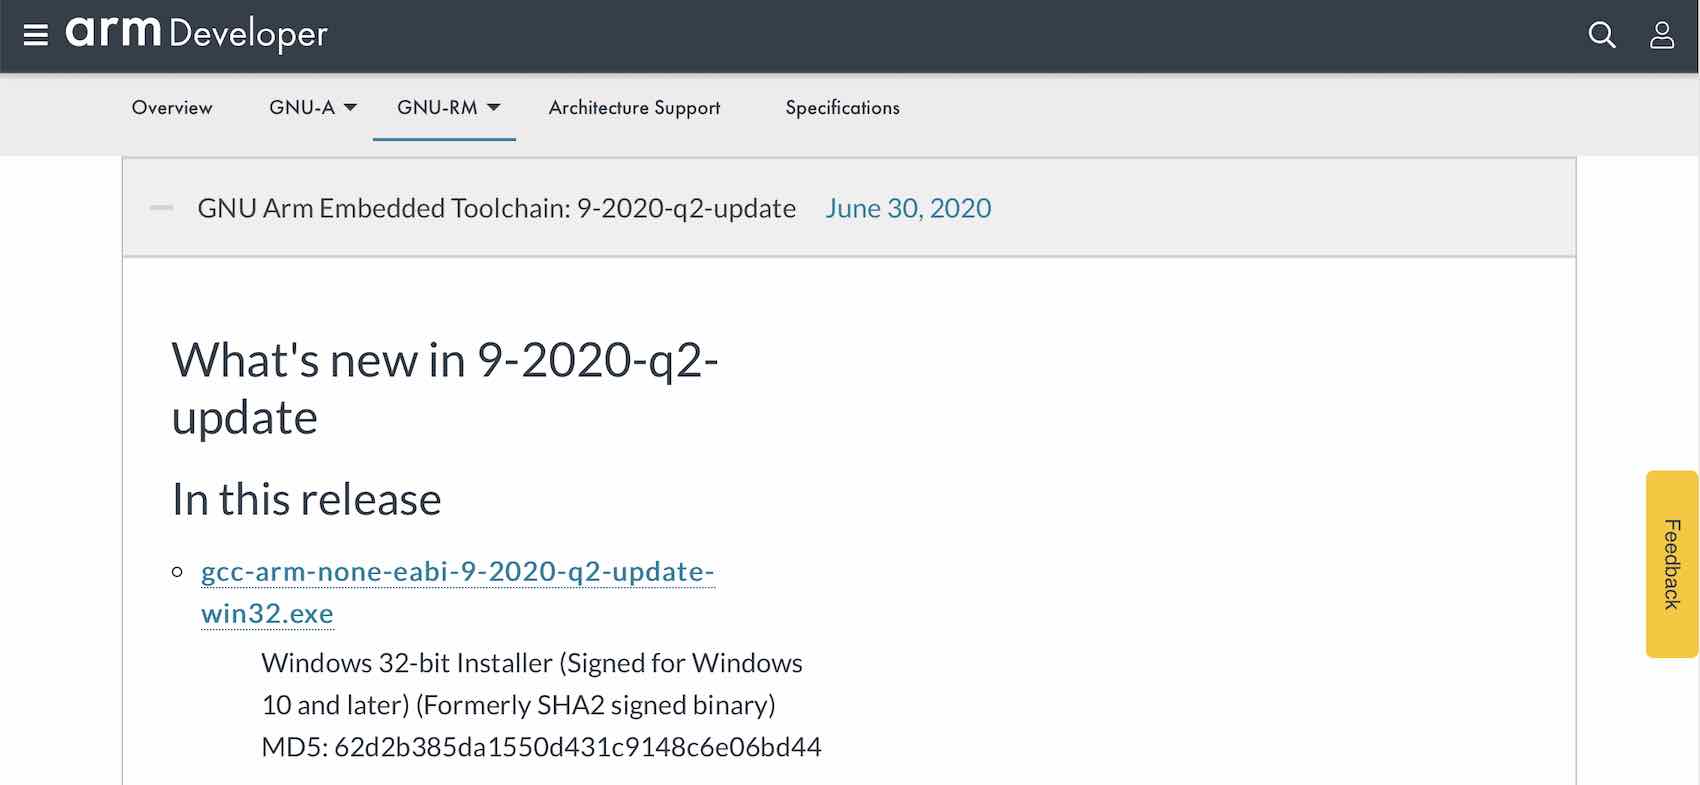 arm Developer
Overview GNU-A GNU-RM Architecture Support Specifications
GNU Arm Embedded Toolchain: 9-2020-q2-update June 30, 2020
What's new in 9-2020-q2-
update
In this release
gcc-arm-none-eabi-9-2020-q2-update-
win32.exe
Windows 32-bit Installer (Signed for Windows
10 and later) (Formerly SHA2 signed binary)
MD5: 62d2b385da1550d431c9148c6e06bd44
Feedback